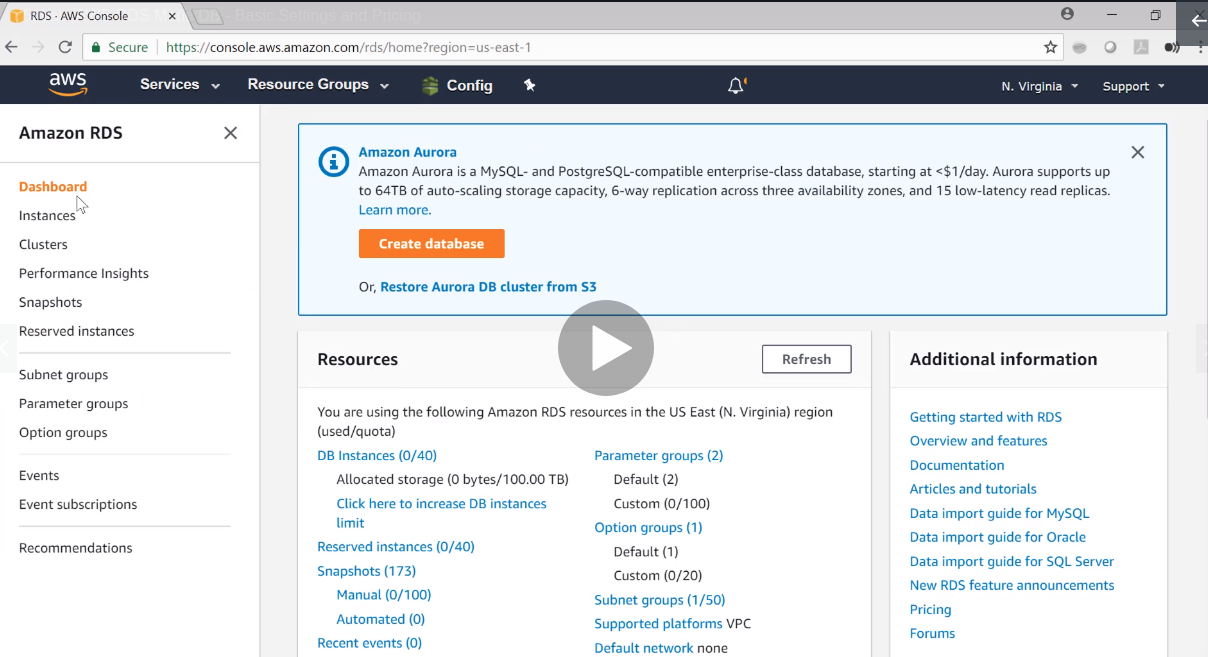 RDS · AWS Console
Basic Settings and Pricing
Secure
https://console.aws.amazon.com/rds/home?region=us-east-1
aws
Services
Resource Groups
Config
N. Virginia
Support
Amazon RDS
Dashboard
Instances
Clusters
Performance Insights
Snapshots
Reserved instances
Subnet groups
Parameter groups
Option groups
Events
Event subscriptions
Recommendations
Amazon Aurora
Amazon Aurora is a MySQL- and PostgreSQL-compatible enterprise-class database, starting at <$1/day. Aurora supports up
to 64TB of auto-scaling storage capacity, 6-way replication across three availability zones, and 15 low-latency read replicas.
Learn more.
Create database
Or, Restore Aurora DB cluster from S3
Resources
Refresh
You are using the following Amazon RDS resources in the US East (N. Virginia) region
(used/quota)
DB Instances (0/40)
Allocated storage (0 bytes/100.00 TB)
Click here to increase DB instances
limit
Reserved instances (0/40)
Snapshots (173)
Manual (0/100)
Automated (0)
Recent events (0)
Parameter groups (2)
Default (2)
Custom (0/100)
Option groups (1)
Default (1)
Custom (0/20)
Subnet groups (1/50)
Supported platforms VPC
Default network none
Additional information
Getting started with RDS
Overview and features
Documentation
Articles and tutorials
Data import guide for MySQL
Data import guide for Oracle
Data import guide for SQL Server
New RDS feature announcements
Pricing
Forums